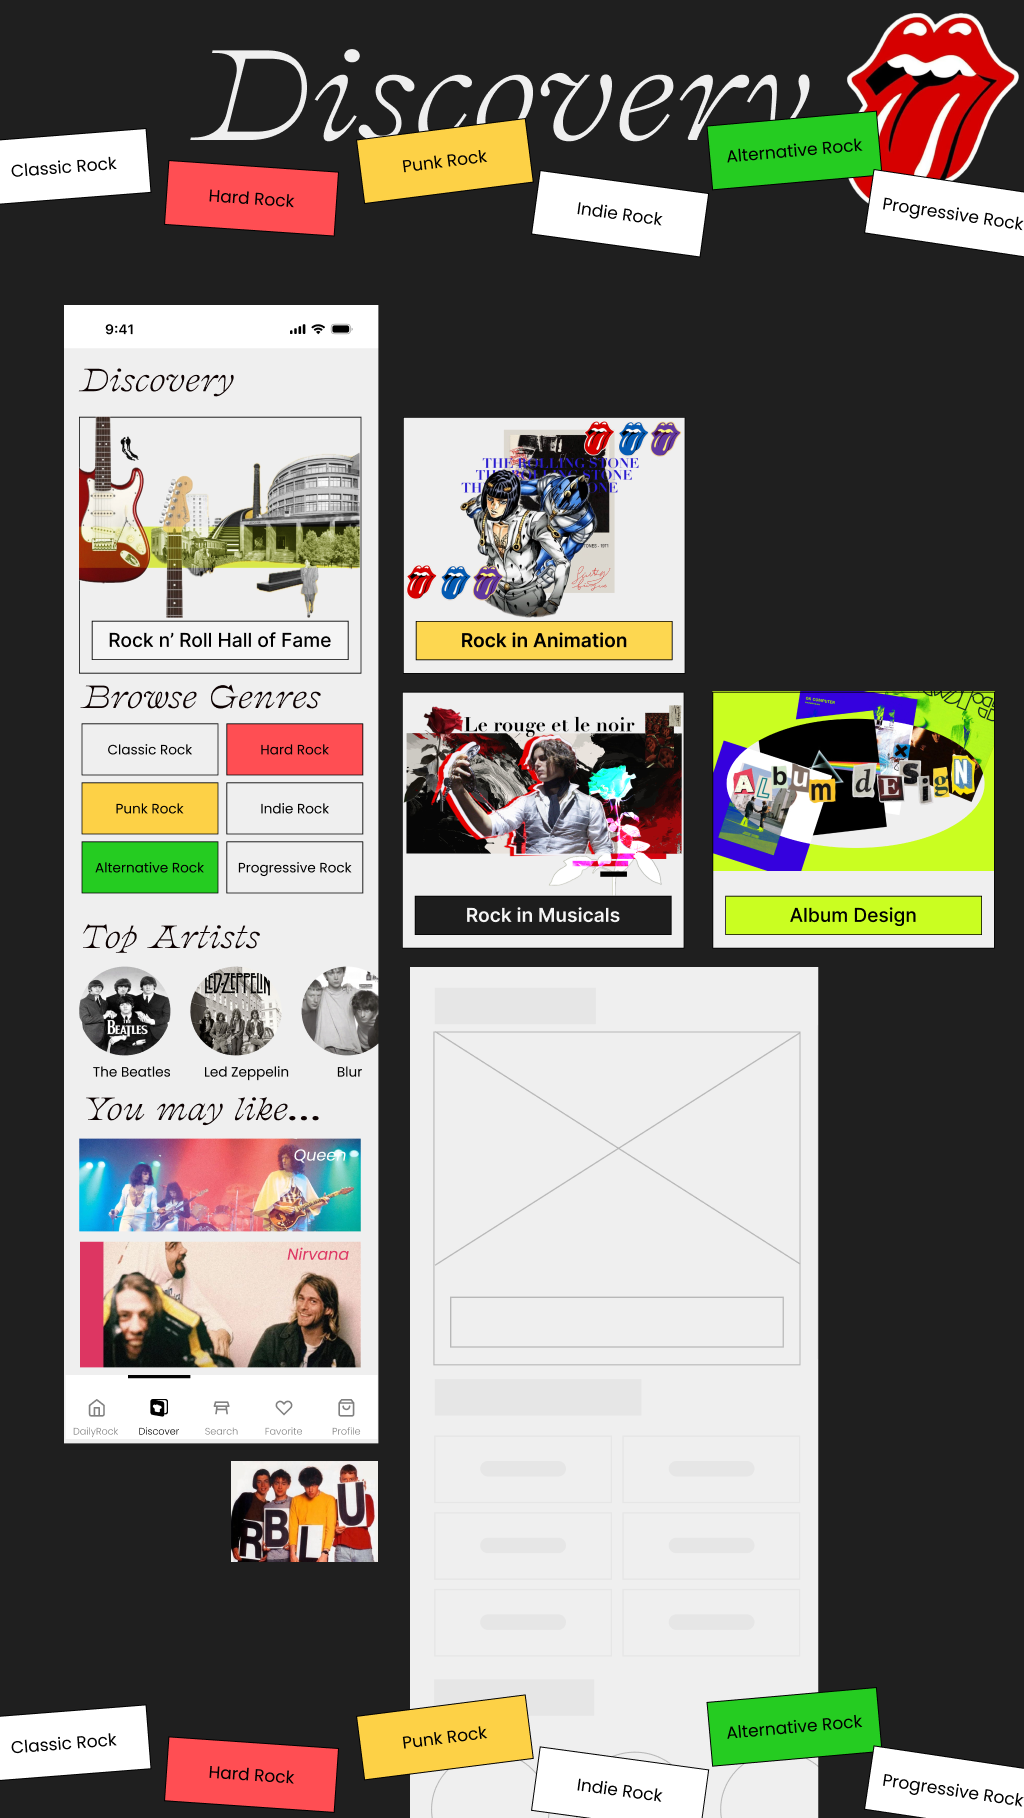 Discovery
Classic Rock
Hard Rock
Punk Rock
Indie Rock
Alternative Rock
Progressive Rock
9:41
Discovery
Rock n’ Roll Hall of Fame
THE ROLLING STONE
Rock in Animation
Browse Genres
Classic Rock
Hard Rock
Punk Rock
Indie Rock
Alternative Rock
Progressive Rock
Le rouge et le noir
Rock in Musicals
Album dEsigN
Album Design
Top Artists
THE BEATLES
LED ZEPPELIN
The Beatles
Led Zeppelin
Blur
You may like...
Queen
Nirvana
DailyRock
Discover
Search
Favorite
Profile
R B L U
Classic Rock
Hard Rock
Punk Rock
Indie Rock
Alternative Rock
Progressive Rock